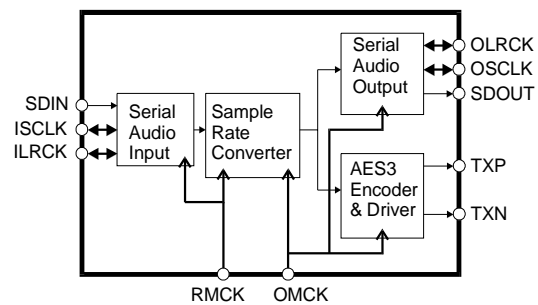 OLRCK
OSCLK
SDOUT
Serial
Audio
Output
SDIN
ISCLK
ILRCK
Serial
Audio
Input
Sample
Rate
Converter
AES3
Encoder
& Driver
TXP
TXN
RMCK
OMCK